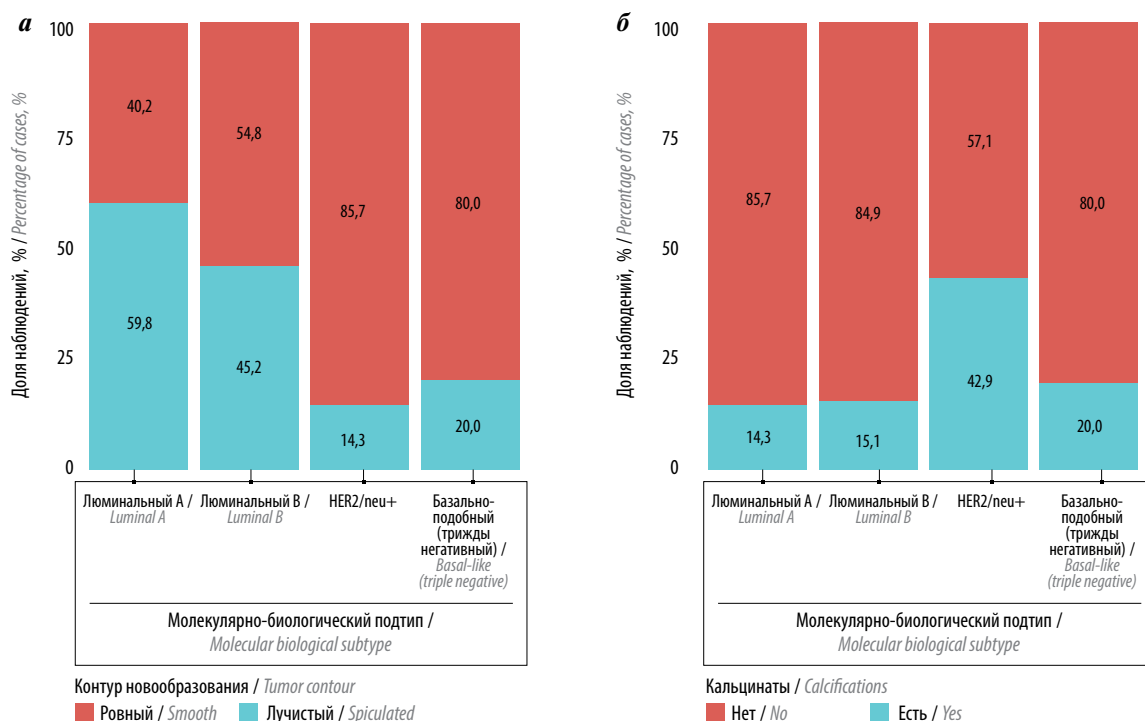 а
Доля наблюдений, % / Percentage of cases, %
100
75
50
25
0
40,2
54,8
85,7
80,0
59,8
45,2
14,3
20,0
Люминальный А /
Luminal A
Люминальный В /
Luminal B
HER2/neu+
Базально-
подобный
(трижды
негативный) /
Basal-like
(triple negative)
Молекулярно-биологический подтип /
Molecular biological subtype
Контур новообразования / Tumor contour
Ровный / Smooth
Лучистый / Spiculated
б
Доля наблюдений, % / Percentage of cases, %
100
75
50
25
0
85,7
84,9
57,1
80,0
14,3
15,1
42,9
20,0
Люминальный А /
Luminal A
Люминальный В /
Luminal B
HER2/neu+
Базально-
подобный
(трижды
негативный) /
Basal-like
(triple negative)
Молекулярно-биологический подтип /
Molecular biological subtype
Кальцинаты / Calcifications
Нет / No
Есть / Yes